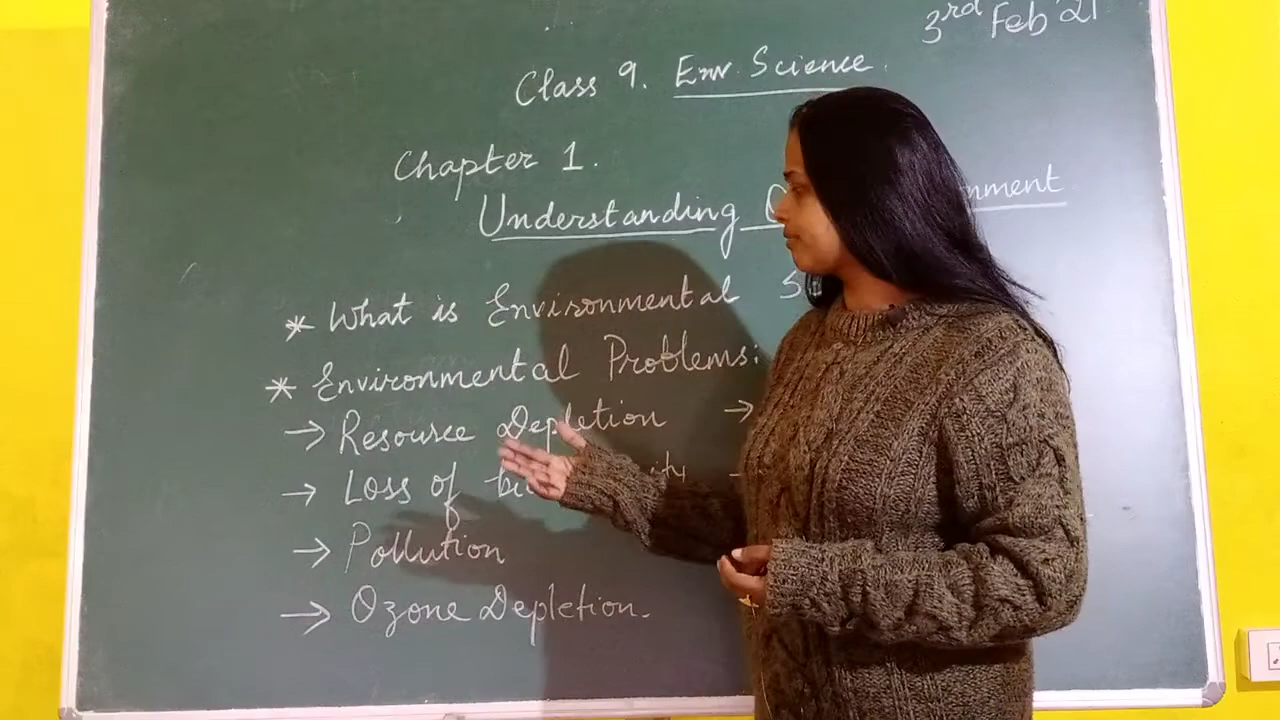 3rd Feb '21
Class 9. Env. Science.
Chapter 1.
Understanding
* What is Environmental
* Environmental Problems:
→ Resource Depletion →
→ Loss of
→ Pollution
→ Ozone Depletion.